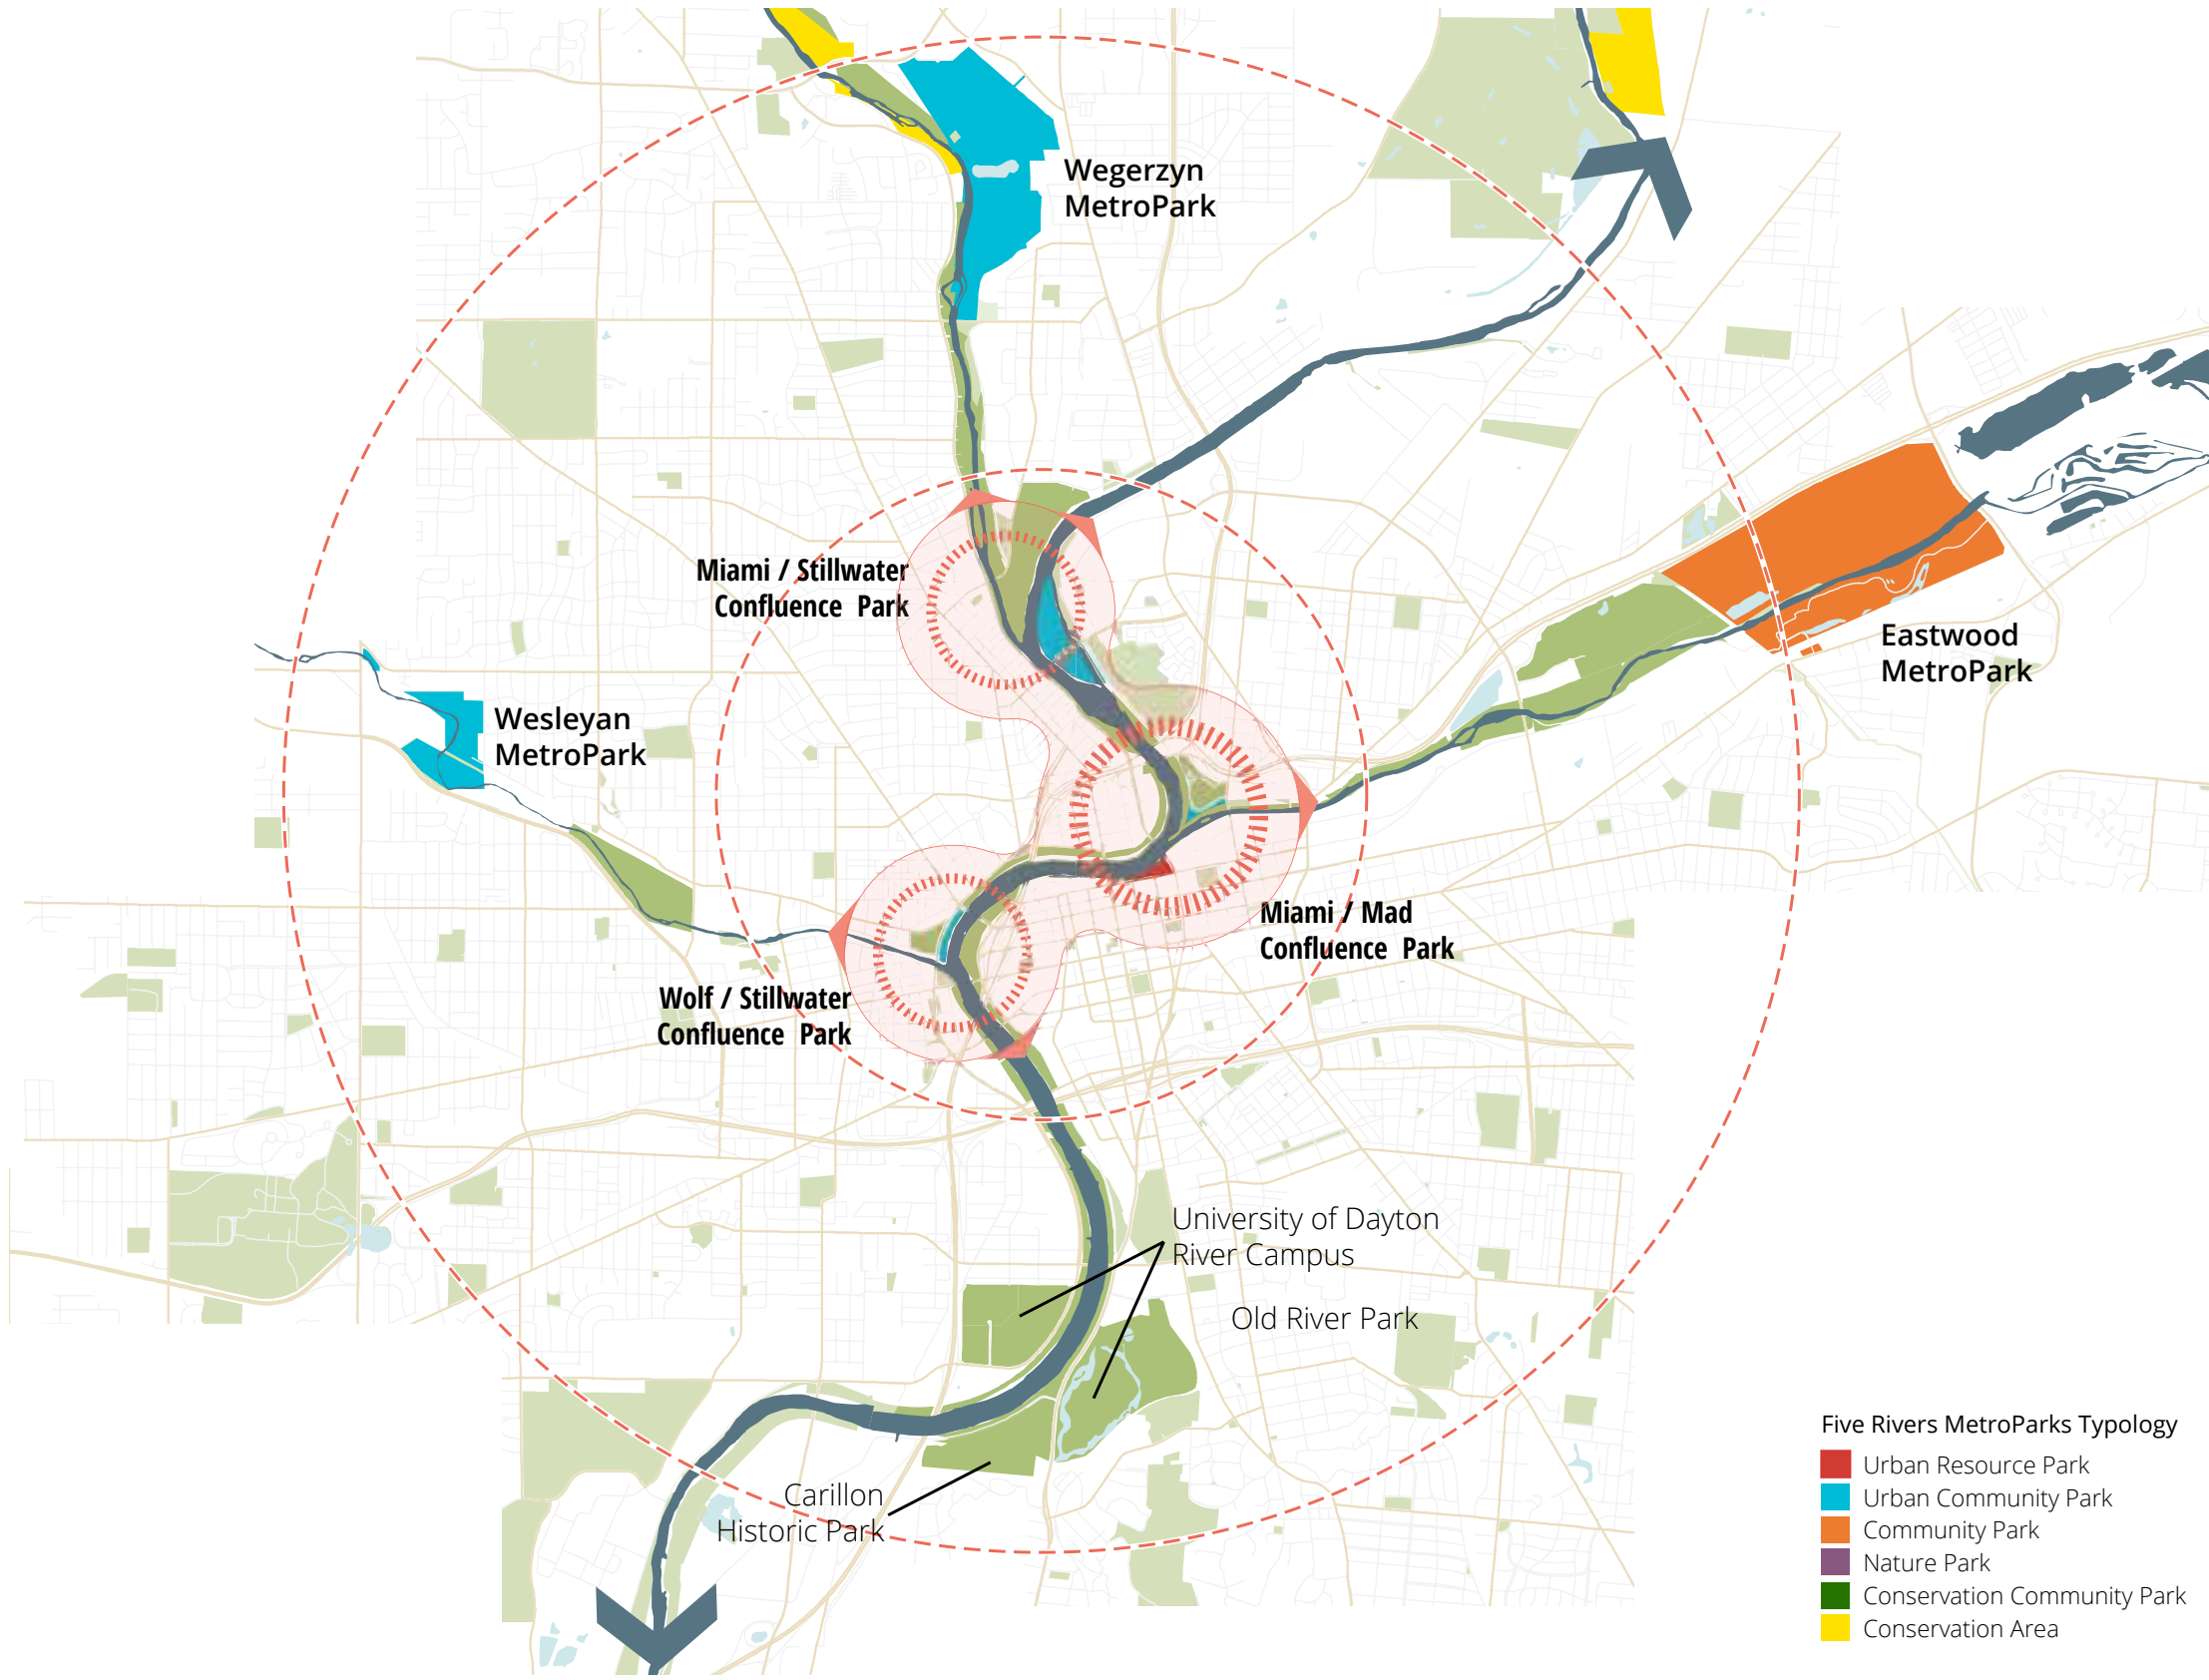 Wegerzyn
MetroPark
Miami / Stillwater
Confluence Park
Eastwood
MetroPark
Wesleyan
MetroPark
Miami / Mad
Confluence Park
Wolf / Stillwater
Confluence Park
University of Dayton
River Campus
Old River Park
Carillon
Historic Park
Five Rivers MetroParks Typology
Urban Resource Park
Urban Community Park
Community Park
Nature Park
Conservation Community Park
Conservation Area